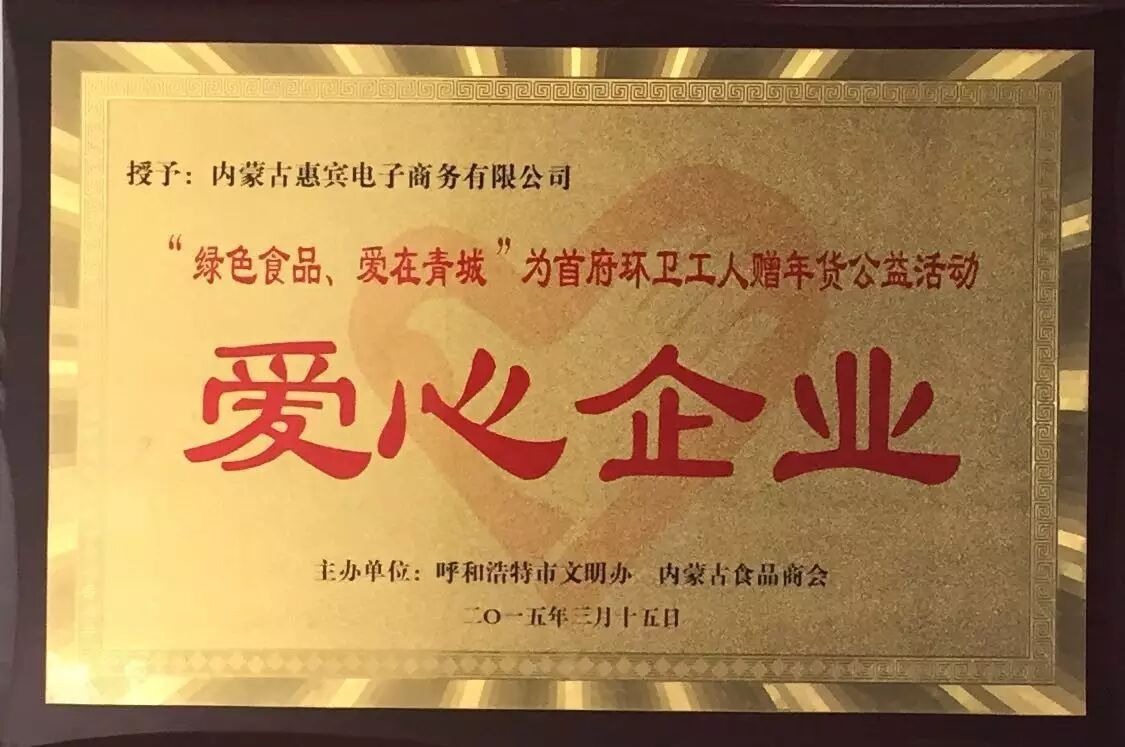 授予：内蒙古惠宾电子商务有限公司
“绿色食品、爱在青城”为首府环卫工人赠年货公益活动
爱心企业
主办单位：呼和浩特市文明办 内蒙古食品商会
二〇一五年三月十五日